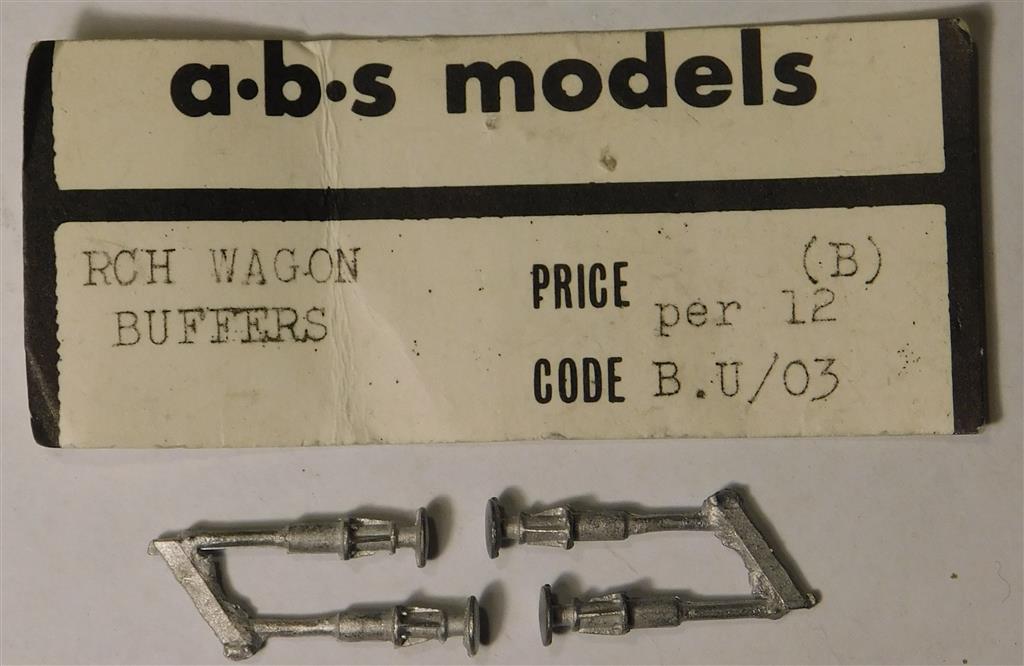 a·b·s models
RCH WAGON
BUFFERS
PRICE (B)
per 12
CODE B.U/03